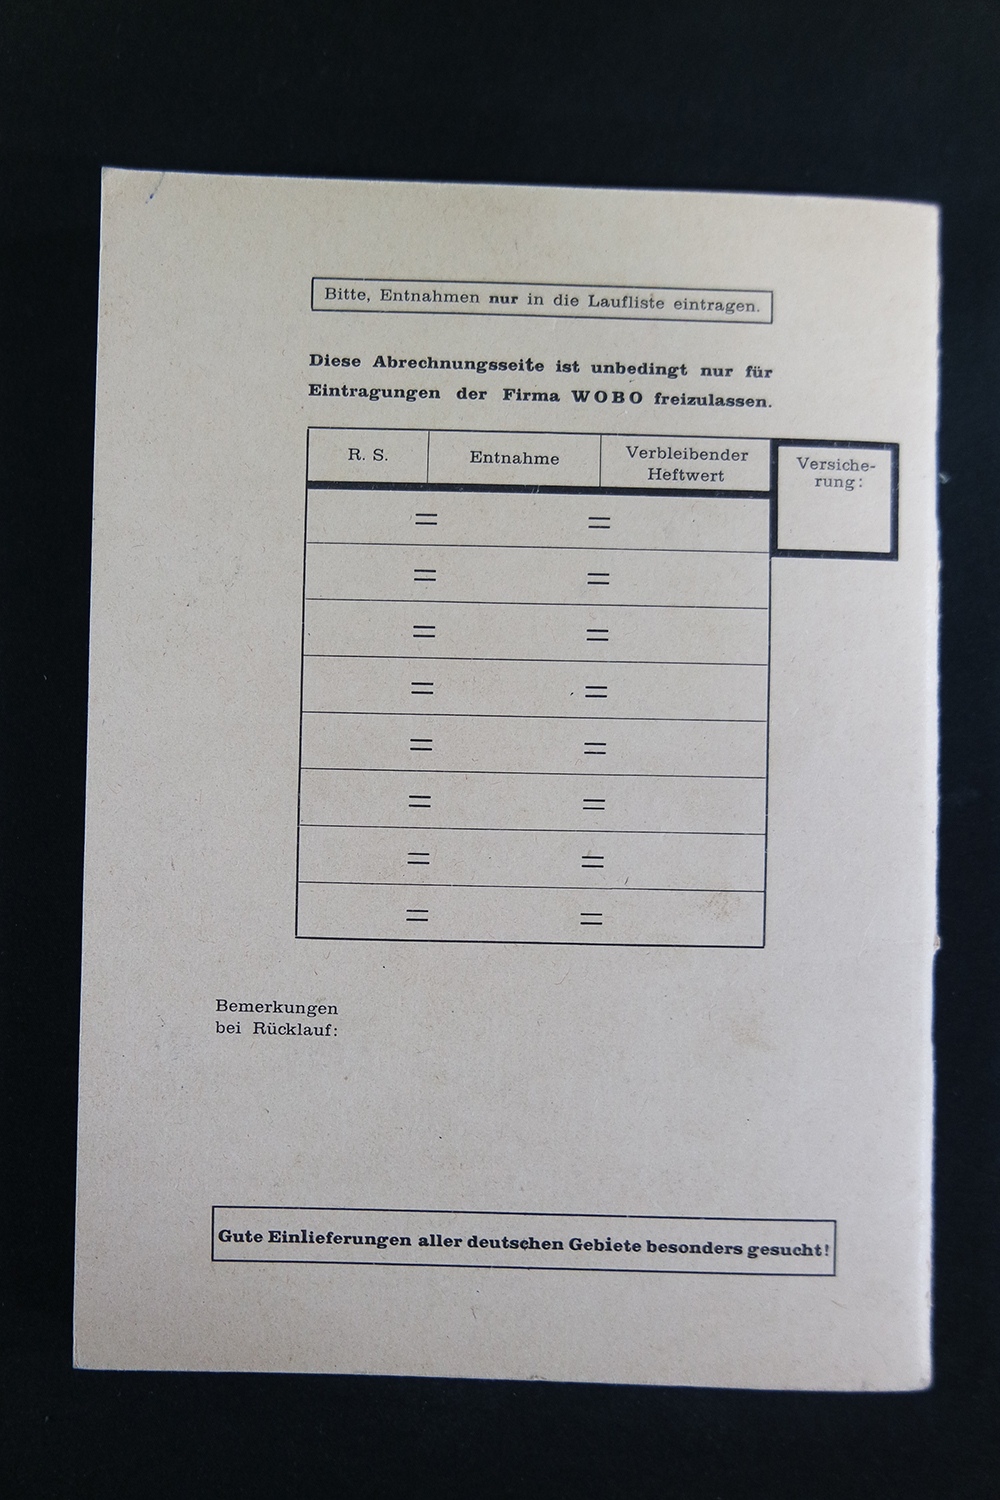 Bitte, Entnahmen nur in die Laufliste eintragen.
Diese Abrechnungsseite ist unbedingt nur für
Eintragungen der Firma WOBO freizulassen.
R. S. Entnahme Verbleibender
Heftwert
Versiche-
rung:
= =
= =
= =
= =
= =
= =
= =
= =
Bemerkungen
bei Rücklauf:
Gute Einlieferungen aller deutschen Gebiete besonders gesucht!